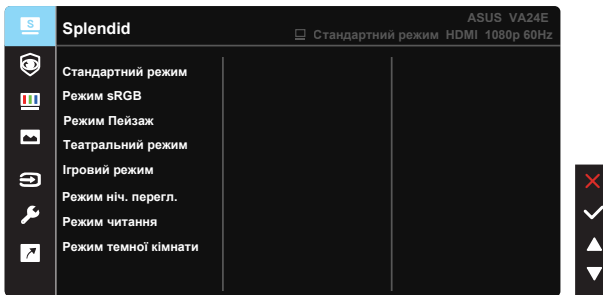 S
Splendid
ASUS VA24E
Стандартний режим HDMI 1080p 60Hz
Стандартний режим
Режим sRGB
Режим Пейзаж
Театральний режим
Ігровий режим
Режим ніч. перегл.
Режим читання
Режим темної кімнати